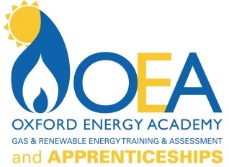 OEA
OXFORD ENERGY ACADEMY
GAS & RENEWABLE ENERGY TRAINING & ASSESSMENT
and APPRENTICESHIPS